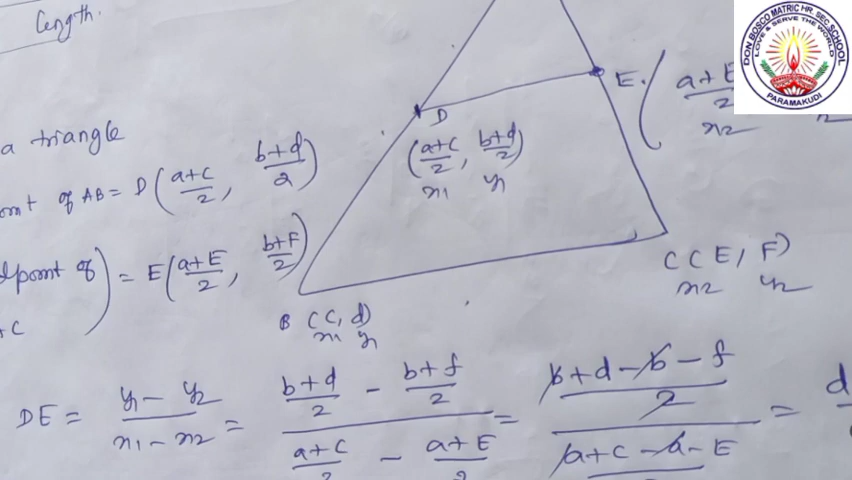 Length.
DON BOSCO MATRIC HR. SEC. SCHOOL
LOVE & SERVE THE WORLD
PARAMAKUDI
E. (a+E/2
x2
D
(a+c/2, b+d/2)
x1 y1
a triangle
of AB = D(a+c/2, b+d/2)
point of) = E(a+E/2, b+F/2)
C (E, F)
x2 y2
B (C, d)
x1 y1
DE = y1 - y2/x1 - x2 = b+d/2 - b+f/2/a+c/2 - a+E/2 = b+d-b-f/2/a+c-a-E = d